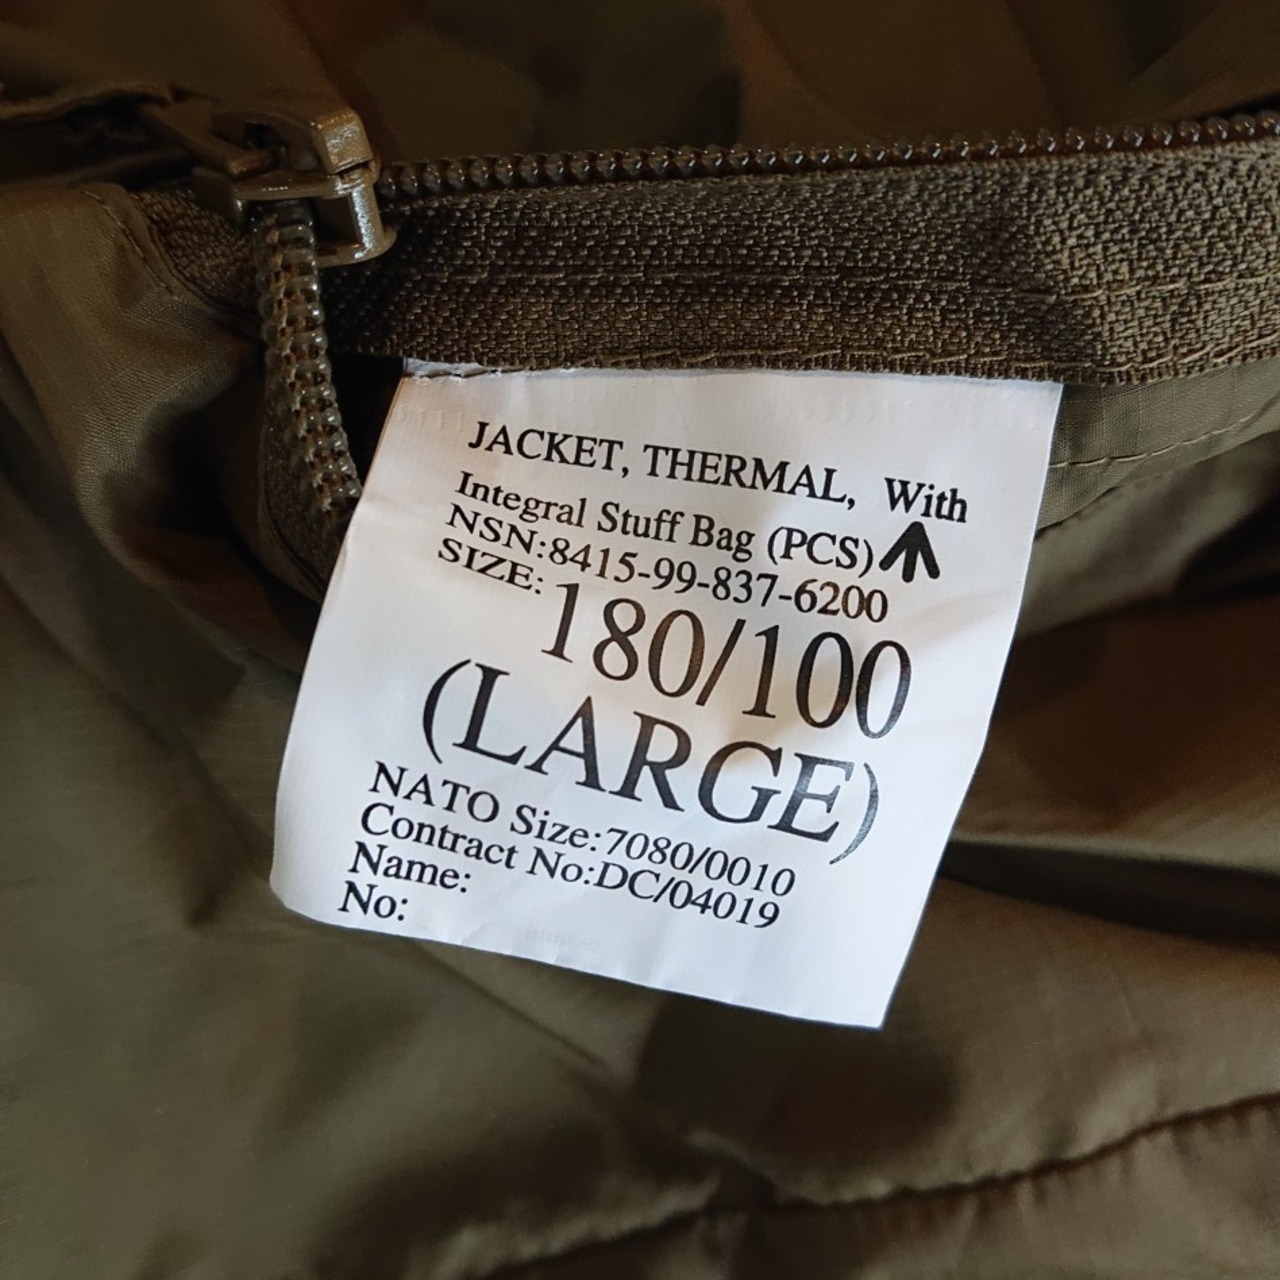 JACKET, THERMAL, With
Integral Stuff Bag (PCS)
NSN:8415-99-837-6200
SIZE:
180/100
(LARGE)
NATO Size:7080/0010
Contract No:DC/04019
Name:
No: